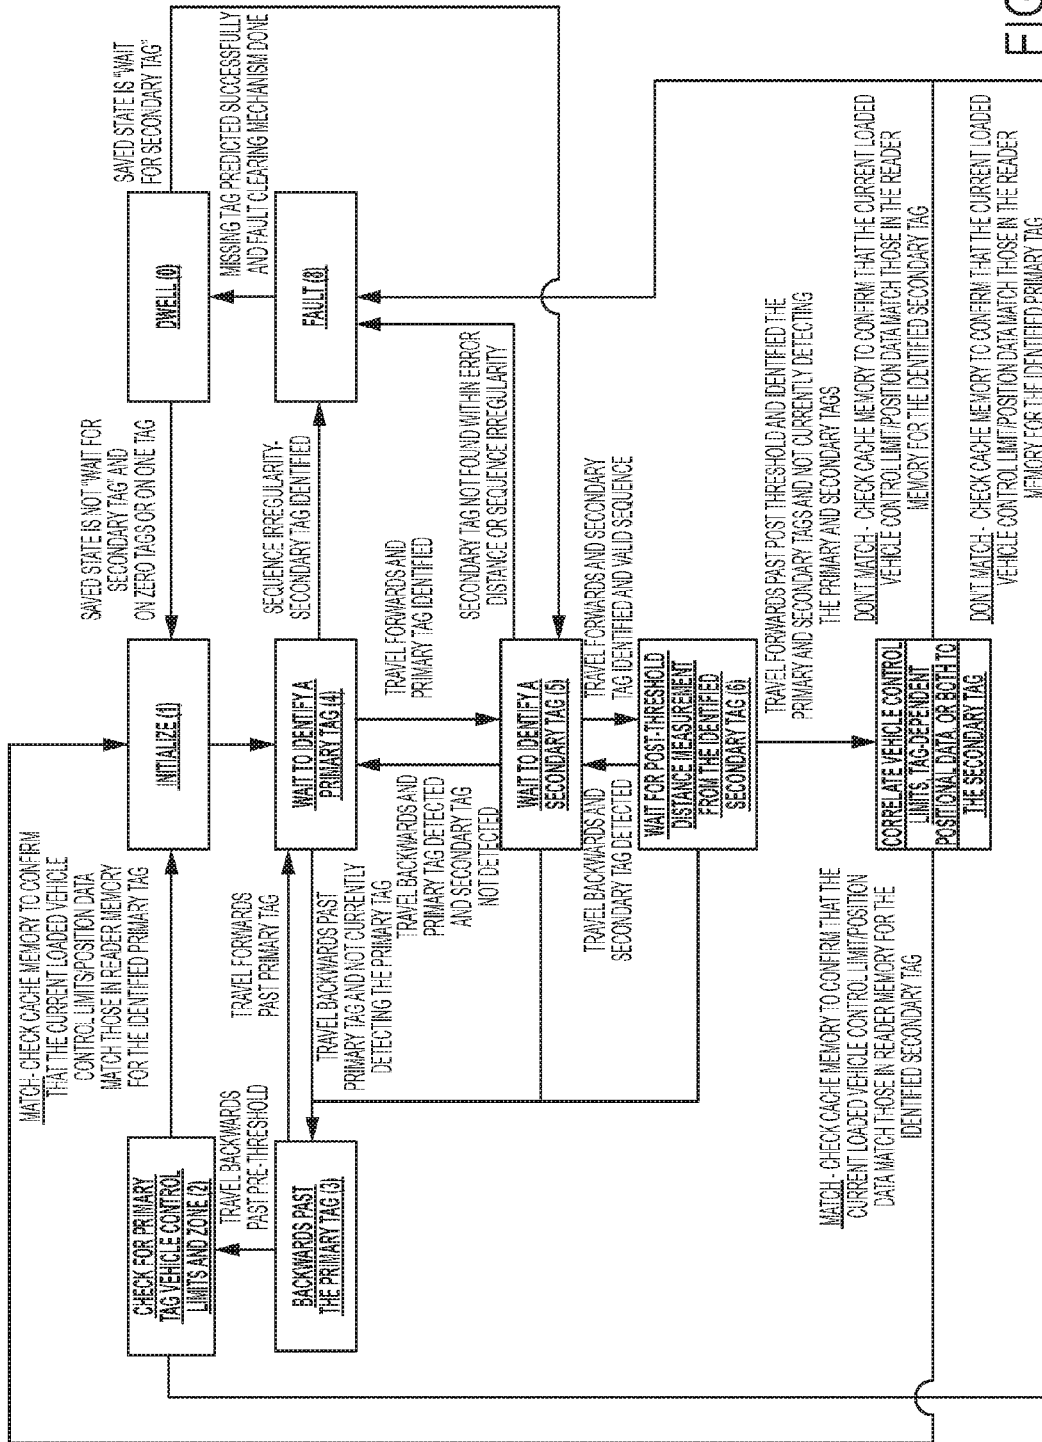 MATCH - CHECK CACHE MEMORY TO CONFIRM
THAT THE CURRENT LOADED VEHICLE
CONTROL LIMITS/POSITION DATA
MATCH THOSE IN READER MEMORY
FOR THE IDENTIFIED PRIMARY TAG
SAVED STATE IS NOT "WAIT FOR
SECONDARY TAG" AND
ON ZERO TAGS OR ON ONE TAG
SAVED STATE IS "WAIT
FOR SECONDARY TAG"
CHECK FOR PRIMARY
TAG VEHICLE CONTROL
LIMITS AND ZONE (2)
INITIALIZE (1)
DWELL (0)
TRAVEL BACKWARDS
PAST PRE-THRESHOLD
TRAVEL FORWARDS
PAST PRIMARY TAG
SEQUENCE IRREGULARITY-
SECONDARY TAG IDENTIFIED
MISSING TAG PREDICTED SUCCESSFULLY
AND FAULT CLEARING MECHANISM DONE
BACKWARDS PAST
THE PRIMARY TAG (3)
WAIT TO IDENTIFY A
PRIMARY TAG (4)
FAULT (8)
TRAVEL BACKWARDS PAST
PRIMARY TAG AND NOT CURRENTLY
DETECTING THE PRIMARY TAG
TRAVEL FORWARDS AND
PRIMARY TAG IDENTIFIED
TRAVEL BACKWARDS AND
PRIMARY TAG DETECTED
AND SECONDARY TAG
NOT DETECTED
SECONDARY TAG NOT FOUND WITHIN ERROR
DISTANCE OR SEQUENCE IRREGULARITY
WAIT TO IDENTIFY A
SECONDARY TAG (5)
TRAVEL BACKWARDS AND
SECONDARY TAG DETECTED
TRAVEL FORWARDS AND SECONDARY
TAG IDENTIFIED AND VALID SEQUENCE
WAIT FOR POST-THRESHOLD
DISTANCE MEASUREMENT
FROM THE IDENTIFIED
SECONDARY TAG (6)
TRAVEL FORWARDS PAST POST THRESHOLD AND IDENTIFIED THE
PRIMARY AND SECONDARY TAGS AND NOT CURRENTLY DETECTING
THE PRIMARY AND SECONDARY TAGS
MATCH - CHECK CACHE MEMORY TO CONFIRM THAT THE
CURRENT LOADED VEHICLE CONTROL LIMIT/POSITION
DATA MATCH THOSE IN READER MEMORY FOR THE
IDENTIFIED SECONDARY TAG
CORRELATE VEHICLE CONTROL
LIMITS, TAG-DEPENDENT
POSITIONAL DATA, OR BOTH TO
THE SECONDARY TAG
DON'T MATCH - CHECK CACHE MEMORY TO CONFIRM THAT THE CURRENT LOADED
VEHICLE CONTROL LIMIT/POSITION DATA MATCH THOSE IN THE READER
MEMORY FOR THE IDENTIFIED SECONDARY TAG
DON'T MATCH - CHECK CACHE MEMORY TO CONFIRM THAT THE CURRENT LOADED
VEHICLE CONTROL LIMIT/POSITION DATA MATCH THOSE IN THE READER
MEMORY FOR THE IDENTIFIED PRIMARY TAG
FIG